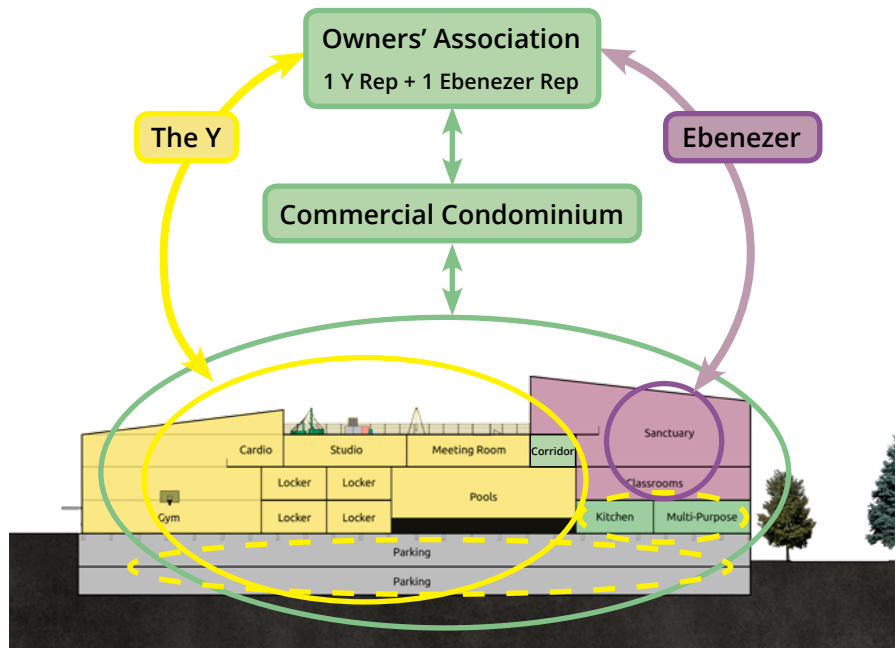 Owners’ Association
1 Y Rep + 1 Ebenezer Rep
The Y
Ebenezer
Commercial Condominium
Sanctuary
Cardio
Studio
Meeting Room
Corridor
Locker
Locker
Classrooms
Pools
Gym
Locker
Locker
Kitchen
Multi-Purpose
Parking
Parking